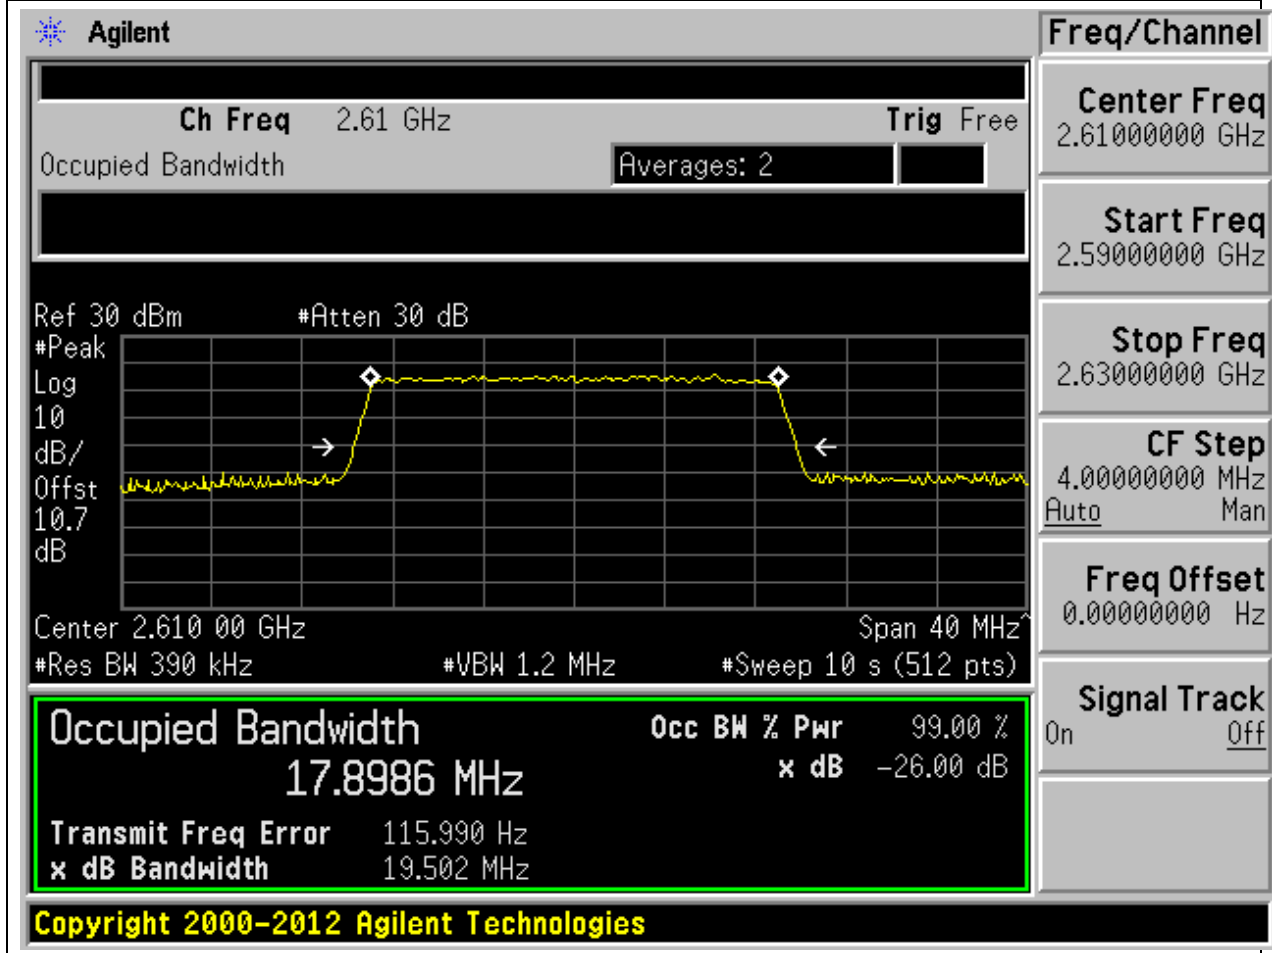 Agilent
Freq/Channel
Ch Freq 2.61 GHz Trig Free
Occupied Bandwidth Averages: 2
Center Freq
2.61000000 GHz
Start Freq
2.59000000 GHz
Stop Freq
2.63000000 GHz
CF Step
4.00000000 MHz
Auto Man
Freq Offset
0.00000000 Hz
Signal Track
On Off
Ref 30 dBm #Atten 30 dB
#Peak
Log
10
dB/
Offst
10.7
dB
Center 2.610 00 GHz Span 40 MHz^
#Res BW 390 kHz #VBW 1.2 MHz #Sweep 10 s (512 pts)
Occupied Bandwidth Occ BW % Pwr 99.00 %
17.8986 MHz x dB -26.00 dB
Transmit Freq Error 115.990 Hz
x dB Bandwidth 19.502 MHz
Copyright 2000-2012 Agilent Technologies